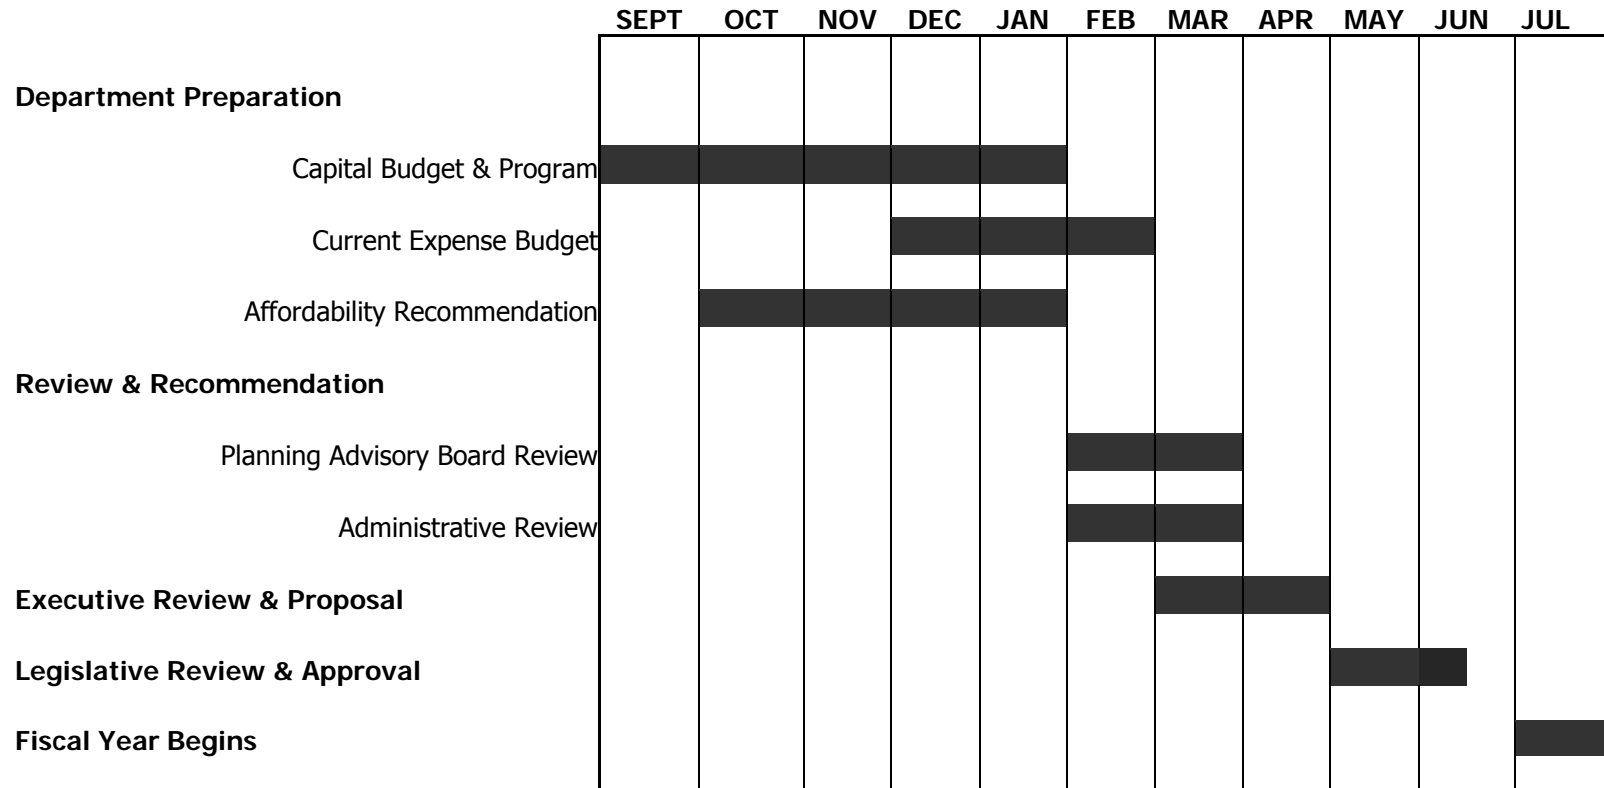 SEPT OCT NOV DEC JAN FEB MAR APR MAY JUN JUL
Department Preparation
Capital Budget & Program
Current Expense Budget
Affordability Recommendation
Review & Recommendation
Planning Advisory Board Review
Administrative Review
Executive Review & Proposal
Legislative Review & Approval
Fiscal Year Begins